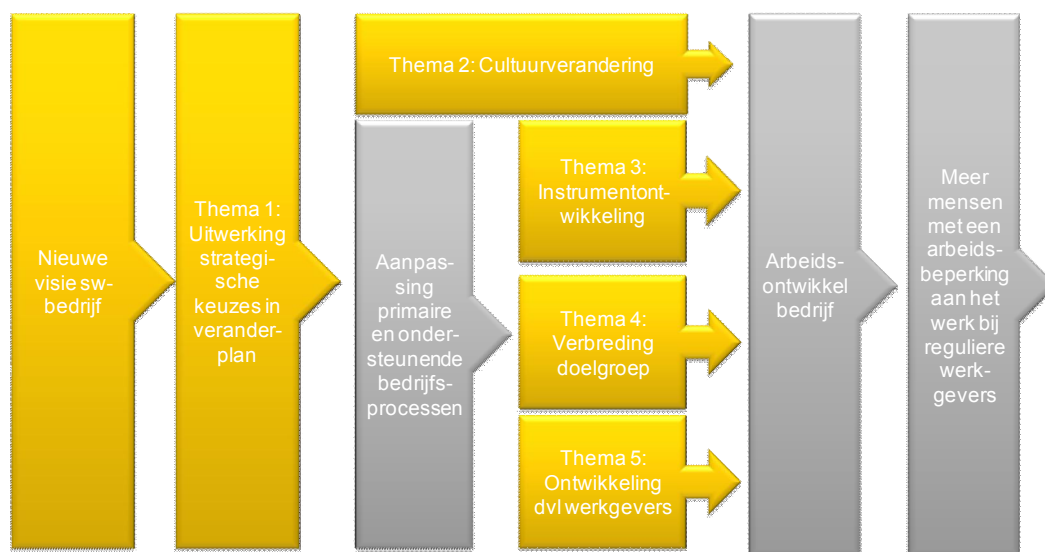 Nieuwe
visie sw-
bedrijf
Thema 1:
Uitwerking
strategi-
sche
keuzes in
verander-
plan
Thema 2: Cultuurverandering
Aanpas-
sing
primaire
en onder-
steunende
bedrijfs-
processen
Thema 3:
Instrumentont-
wikkeling
Thema 4:
Verbreding
doelgroep
Thema 5:
Ontwikkeling
dvl werkgevers
Arbeids-
ontwikkel
bedrijf
Meer
mensen
met een
arbeids-
beperking
aan het
werk bij
reguliere
werk-
gevers